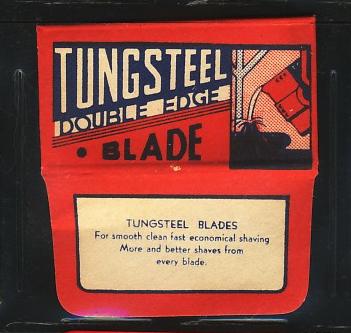 TUNGSTEEL
DOUBLE EDGE
• BLADE
TUNGSTEEL BLADES
For smooth clean fast economical shaving
More and better shaves from
every blade.